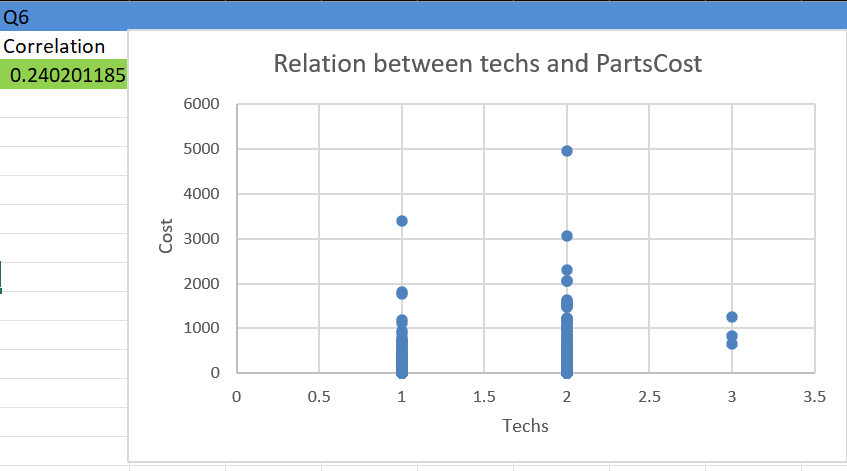 Q6
Correlation
0.240201185
Relation between techs and PartsCost
6000
5000
4000
3000
2000
1000
0
Cost
0 0.5 1 1.5 2 2.5 3 3.5
Techs